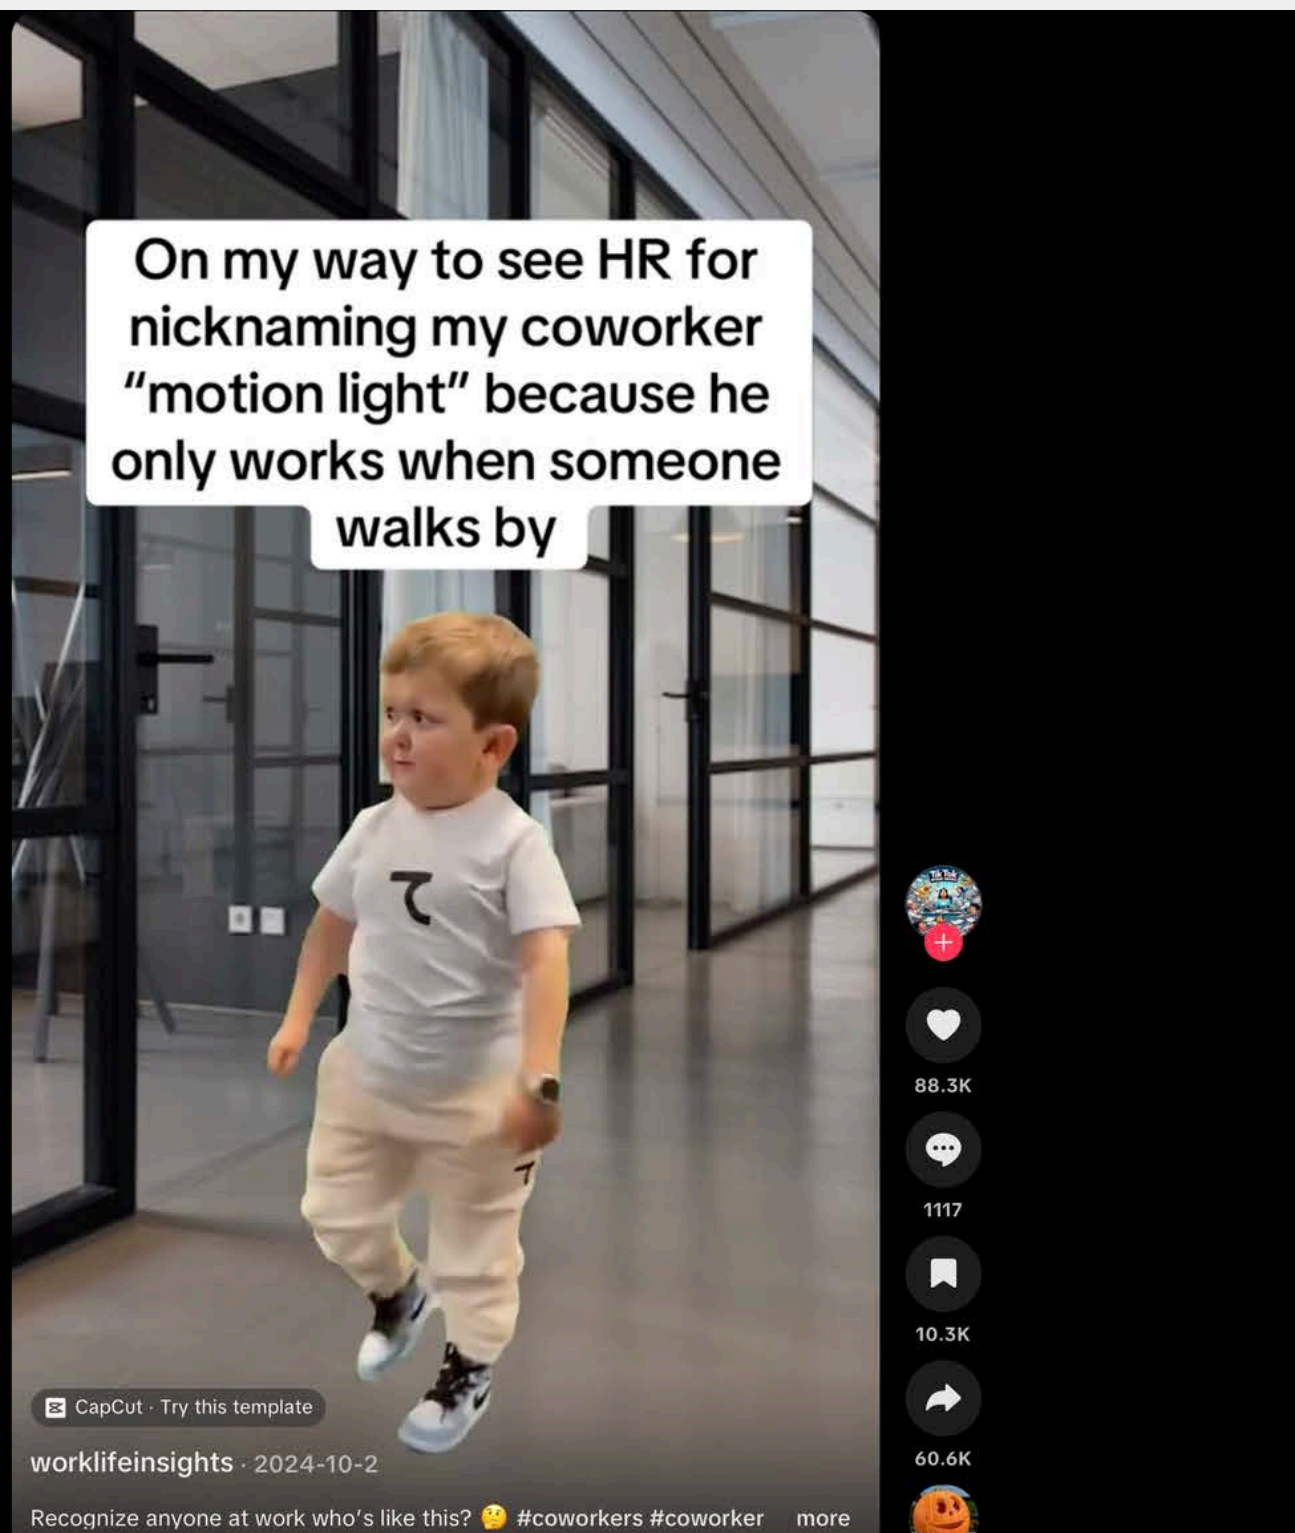 On my way to see HR for
nicknaming my coworker
“motion light” because he
only works when someone
walks by
CapCut · Try this template
worklifeinsights · 2024-10-2
Recognize anyone at work who's like this? 🤔 #coworkers #coworker more
Tik Tok
88.3K
1117
10.3K
60.6K